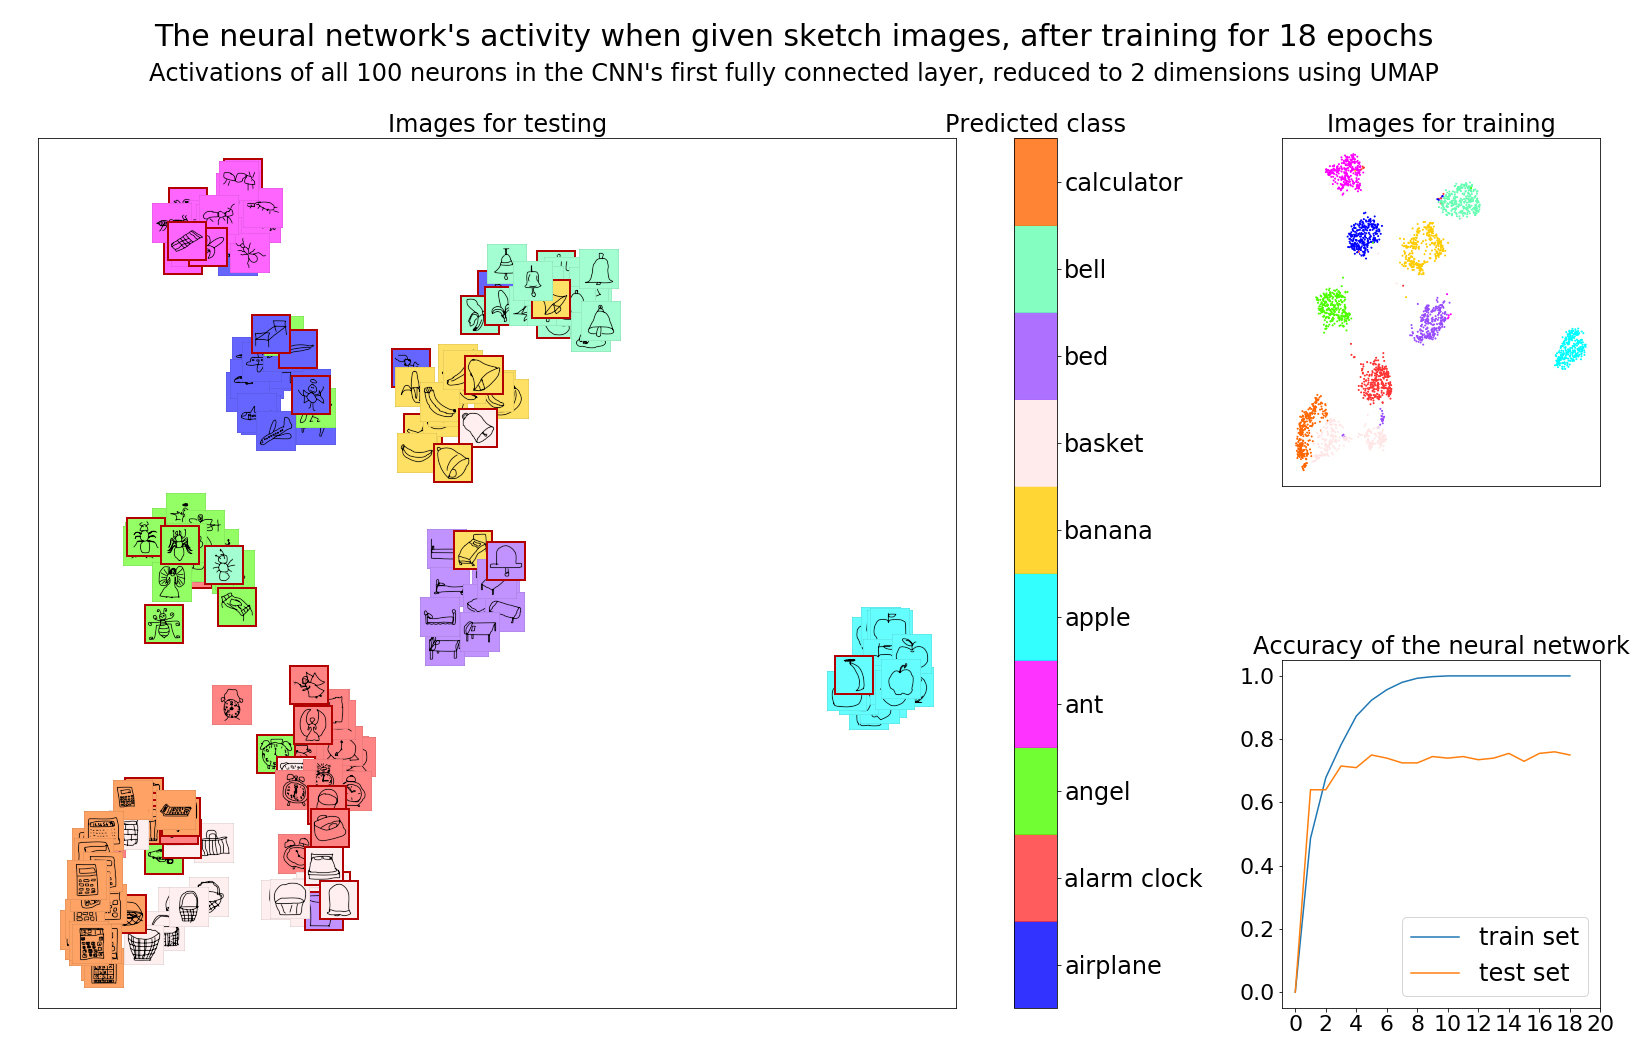 The neural network's activity when given sketch images, after training for 18 epochs
Activations of all 100 neurons in the CNN's first fully connected layer, reduced to 2 dimensions using UMAP
Images for testing
Predicted class
calculator
bell
bed
basket
banana
apple
ant
angel
alarm clock
airplane
Images for training
Accuracy of the neural network
1.0
0.8
0.6
0.4
0.2
0.0
train set
test set
0 2 4 6 8 10 12 14 16 18 20